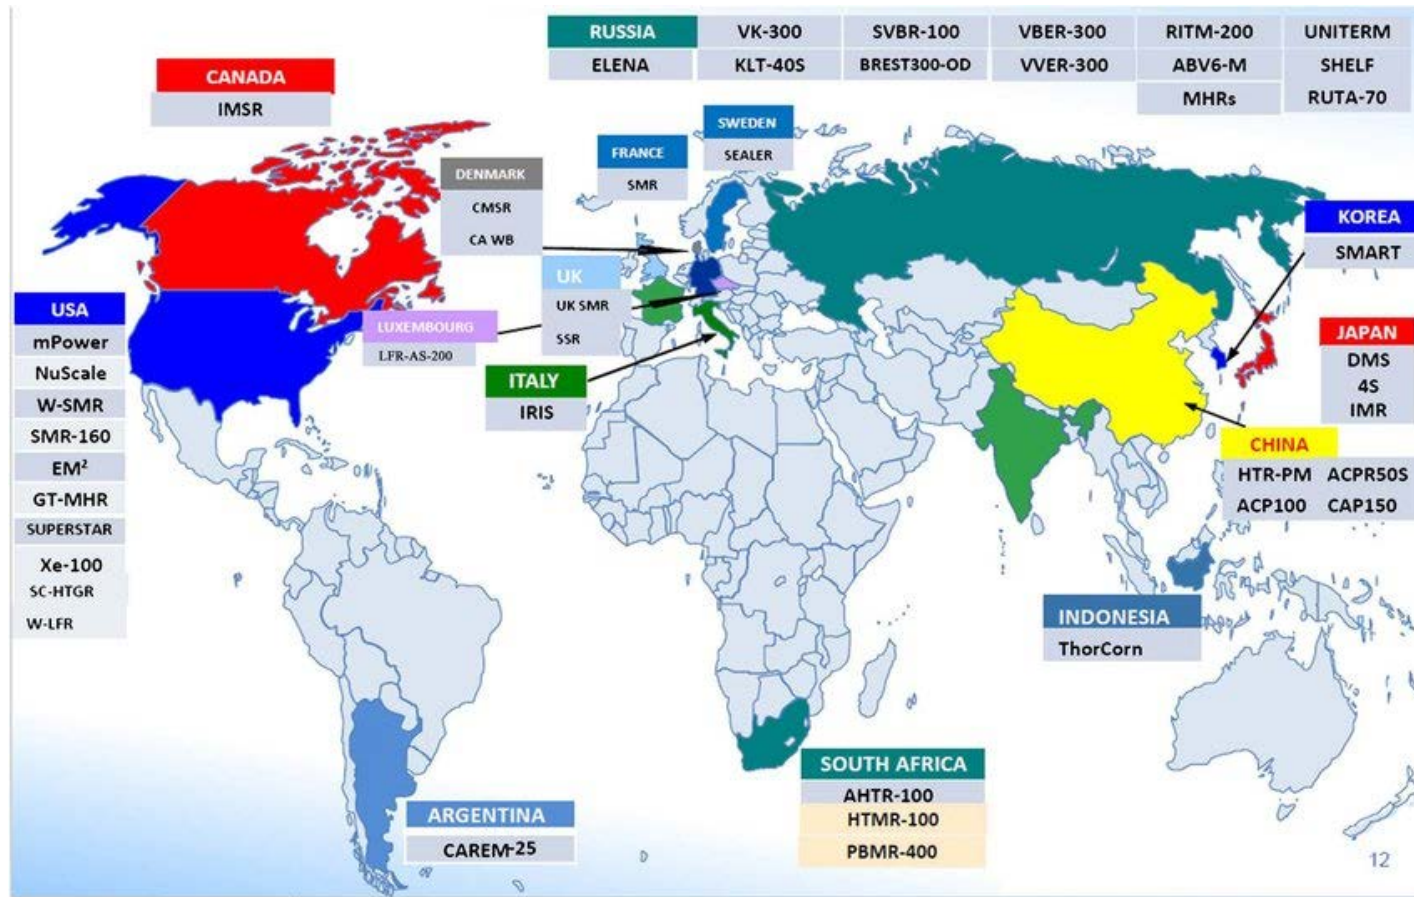 RUSSIA VK-300 SVBR-100 VBER-300 RITM-200 UNITERM
ELENA KLT-40S BREST300-OD VVER-300 ABV6-M SHELF
MHRs RUTA-70
CANADA
IMSR
SWEDEN
SEALER
FRANCE
SMR
DENMARK
CMSR
CA WB
KOREA
SMART
UK
UK SMR
SSR
USA
mPower
NuScale
W-SMR
SMR-160
EM²
GT-MHR
SUPERSTAR
Xe-100
SC-HTGR
W-LFR
LUXEMBOURG
LFR-AS-200
ITALY
IRIS
JAPAN
DMS
4S
IMR
CHINA
HTR-PM ACPR50S
ACP100 CAP150
INDONESIA
ThorCorn
SOUTH AFRICA
AHTR-100
HTMR-100
PBMR-400
ARGENTINA
CAREM-25
12